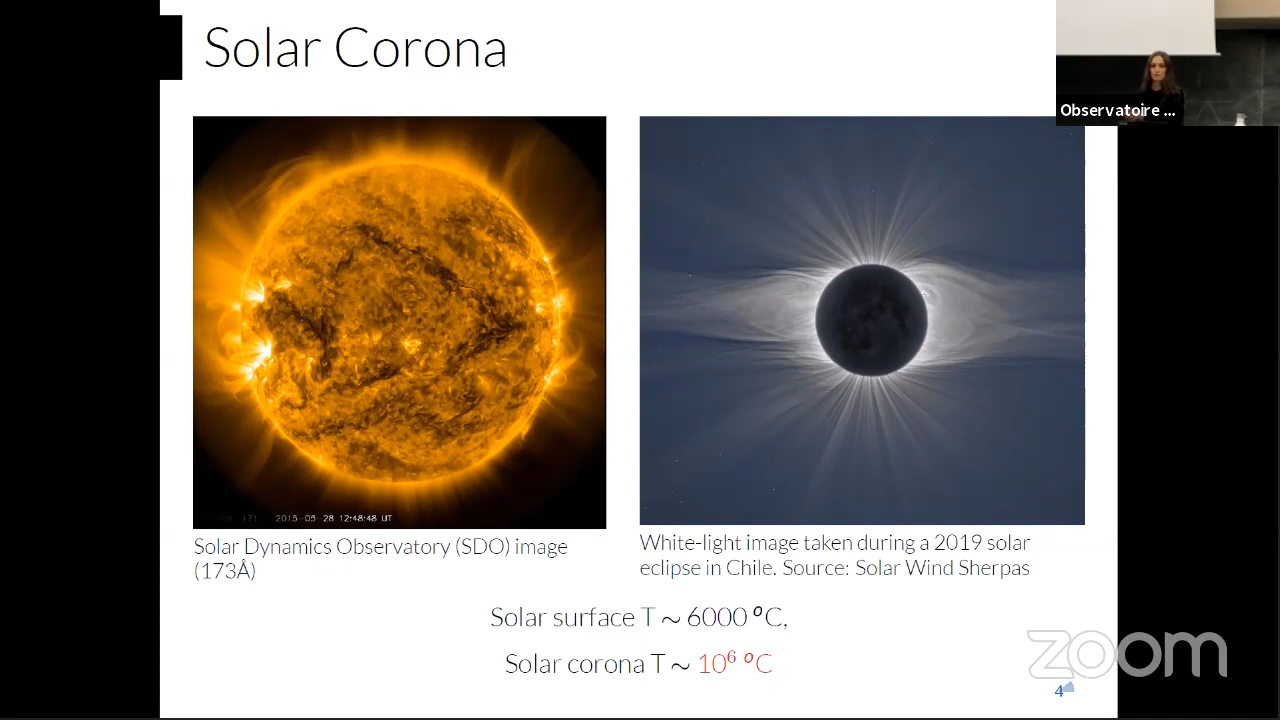 Solar Corona
Observatoire ...
171 2015-05-28 12:48:48 UT
Solar Dynamics Observatory (SDO) image
(173Å)
White-light image taken during a 2019 solar
eclipse in Chile. Source: Solar Wind Sherpas
Solar surface T ~ 6000 °C,
Solar corona T ~ 10⁶ °C
zoom
4